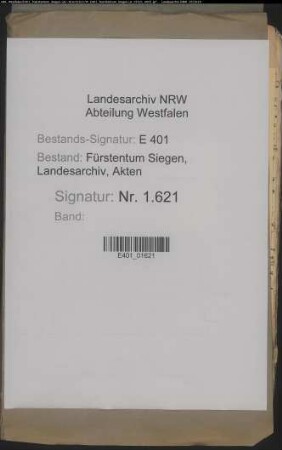 Landesarchiv NRW
Abteilung Westfalen
Bestands-Signatur: E 401
Bestand: Fürstentum Siegen,
Landesarchiv, Akten
Signatur: Nr. 1.621
Band:
E401_01621